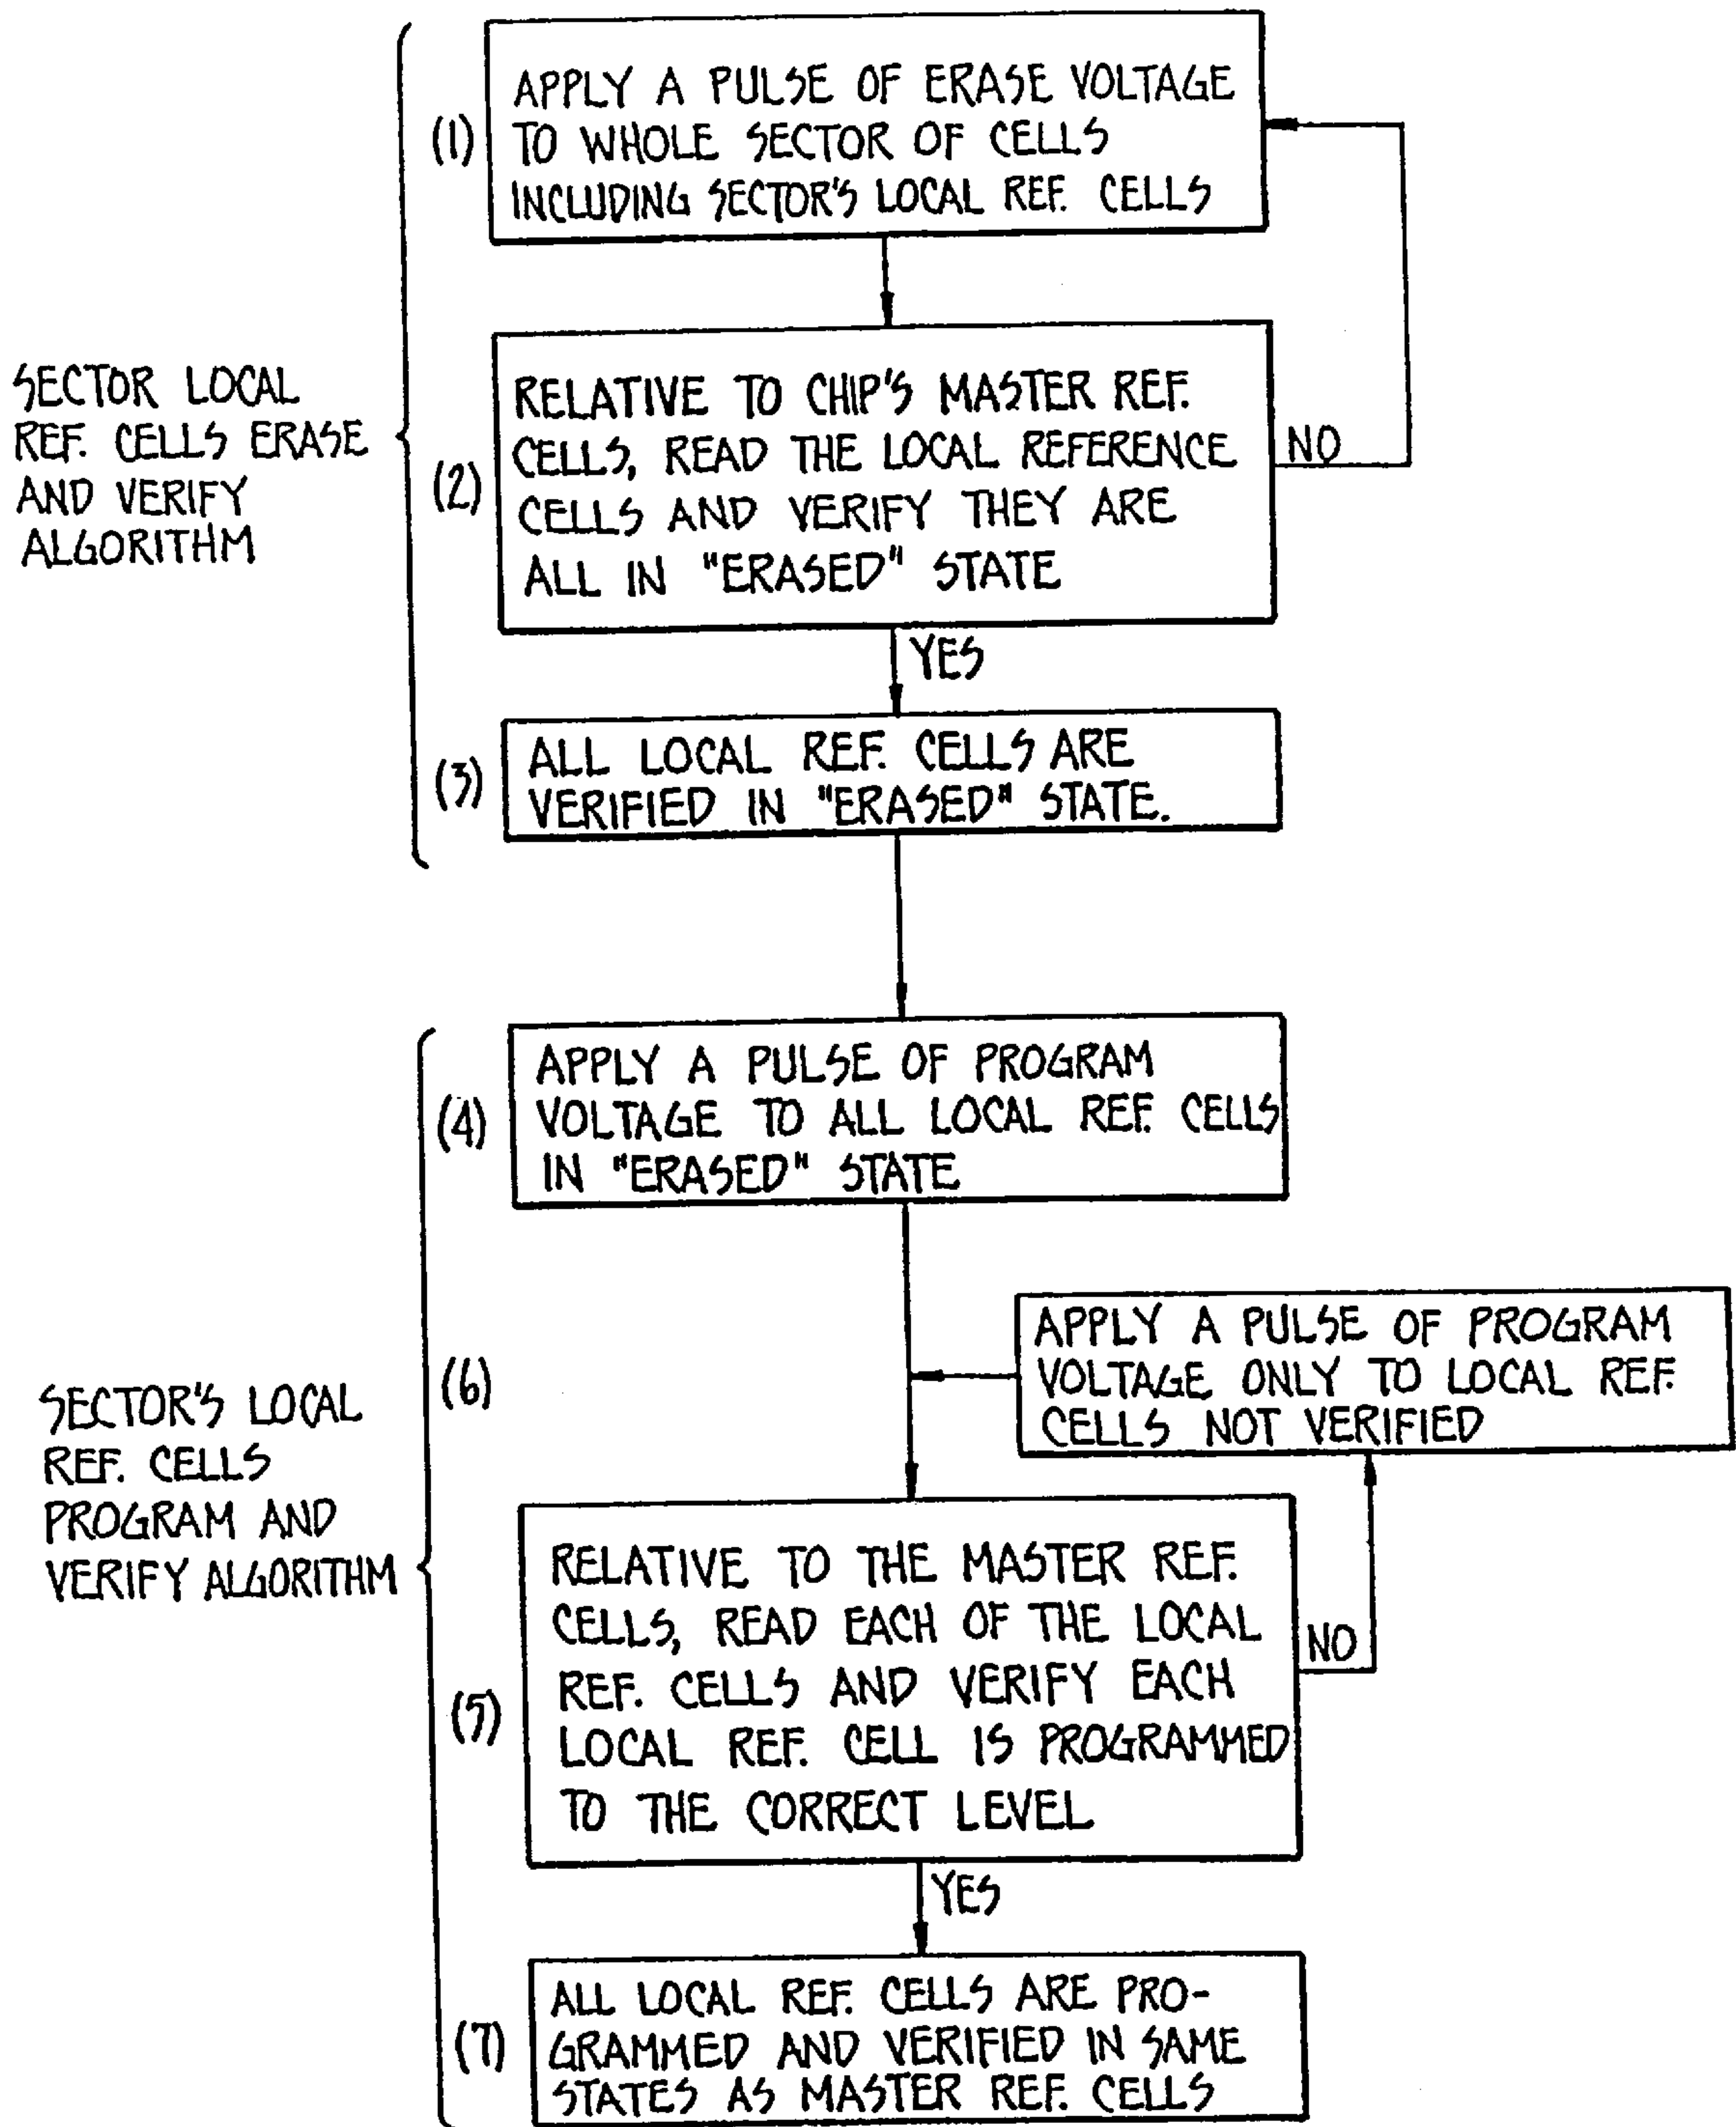 (1)
APPLY A PULSE OF ERASE VOLTAGE
TO WHOLE SECTOR OF CELLS
INCLUDING SECTOR'S LOCAL REF. CELLS
SECTOR LOCAL
REF. CELLS ERASE
AND VERIFY
ALGORITHM
(2)
RELATIVE TO CHIP'S MASTER REF.
CELLS, READ THE LOCAL REFERENCE
CELLS AND VERIFY THEY ARE
ALL IN "ERASED" STATE
NO
YES
(3)
ALL LOCAL REF. CELLS ARE
VERIFIED IN "ERASED" STATE.
(4)
APPLY A PULSE OF PROGRAM
VOLTAGE TO ALL LOCAL REF. CELLS
IN "ERASED" STATE
(6)
APPLY A PULSE OF PROGRAM
VOLTAGE ONLY TO LOCAL REF.
CELLS NOT VERIFIED
SECTOR'S LOCAL
REF. CELLS
PROGRAM AND
VERIFY ALGORITHM
(5)
RELATIVE TO THE MASTER REF.
CELLS, READ EACH OF THE LOCAL
REF. CELLS AND VERIFY EACH
LOCAL REF. CELL IS PROGRAMMED
TO THE CORRECT LEVEL
NO
YES
(7)
ALL LOCAL REF. CELLS ARE PRO-
GRAMMED AND VERIFIED IN SAME
STATES AS MASTER REF. CELLS